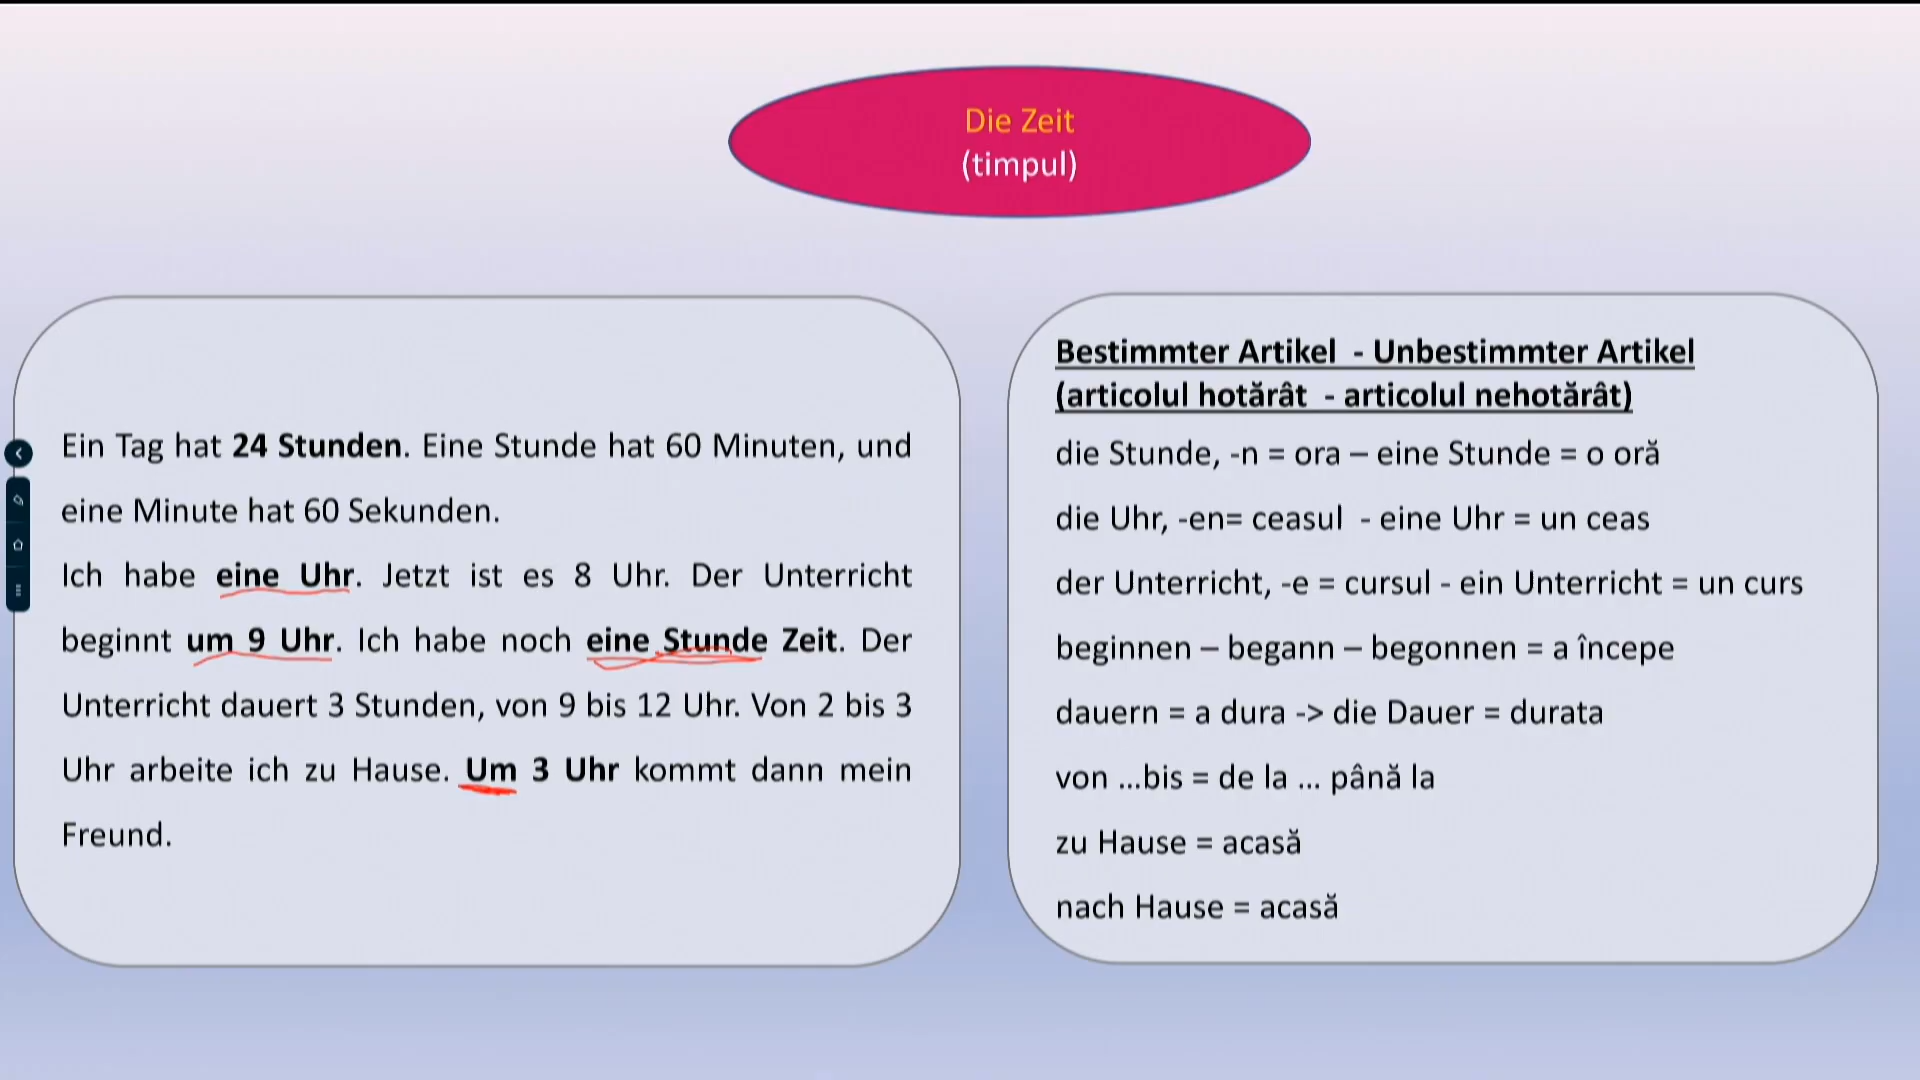 Die Zeit
(timpul)
Ein Tag hat 24 Stunden. Eine Stunde hat 60 Minuten, und
eine Minute hat 60 Sekunden.
Ich habe eine Uhr. Jetzt ist es 8 Uhr. Der Unterricht
beginnt um 9 Uhr. Ich habe noch eine Stunde Zeit. Der
Unterricht dauert 3 Stunden, von 9 bis 12 Uhr. Von 2 bis 3
Uhr arbeite ich zu Hause. Um 3 Uhr kommt dann mein
Freund.
Bestimmter Artikel - Unbestimmter Artikel
(articolul hotărât - articolul nehotărât)
die Stunde, -n = ora – eine Stunde = o oră
die Uhr, -en= ceasul - eine Uhr = un ceas
der Unterricht, -e = cursul - ein Unterricht = un curs
beginnen – begann – begonnen = a începe
dauern = a dura -> die Dauer = durata
von ...bis = de la ... până la
zu Hause = acasă
nach Hause = acasă